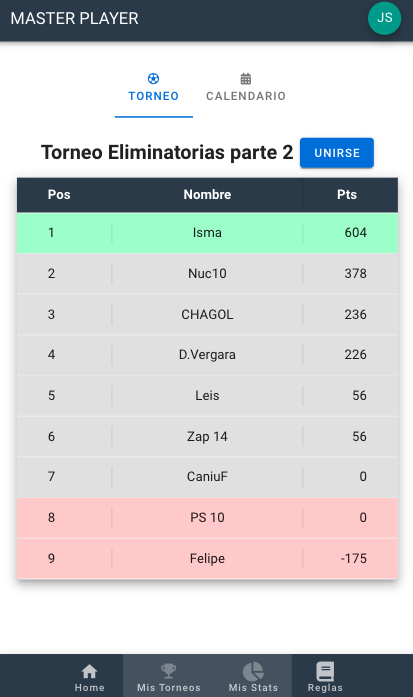 MASTER PLAYER JS
TORNEO CALENDARIO
Torneo Eliminatorias parte 2 UNIRSE
Pos Nombre Pts
1 Isma 604
2 Nuc10 378
3 CHAGOL 236
4 D.Vergara 226
5 Leis 56
6 Zap 14 56
7 CaniuF 0
8 PS 10 0
9 Felipe -175
Home Mis Torneos Mis Stats Reglas